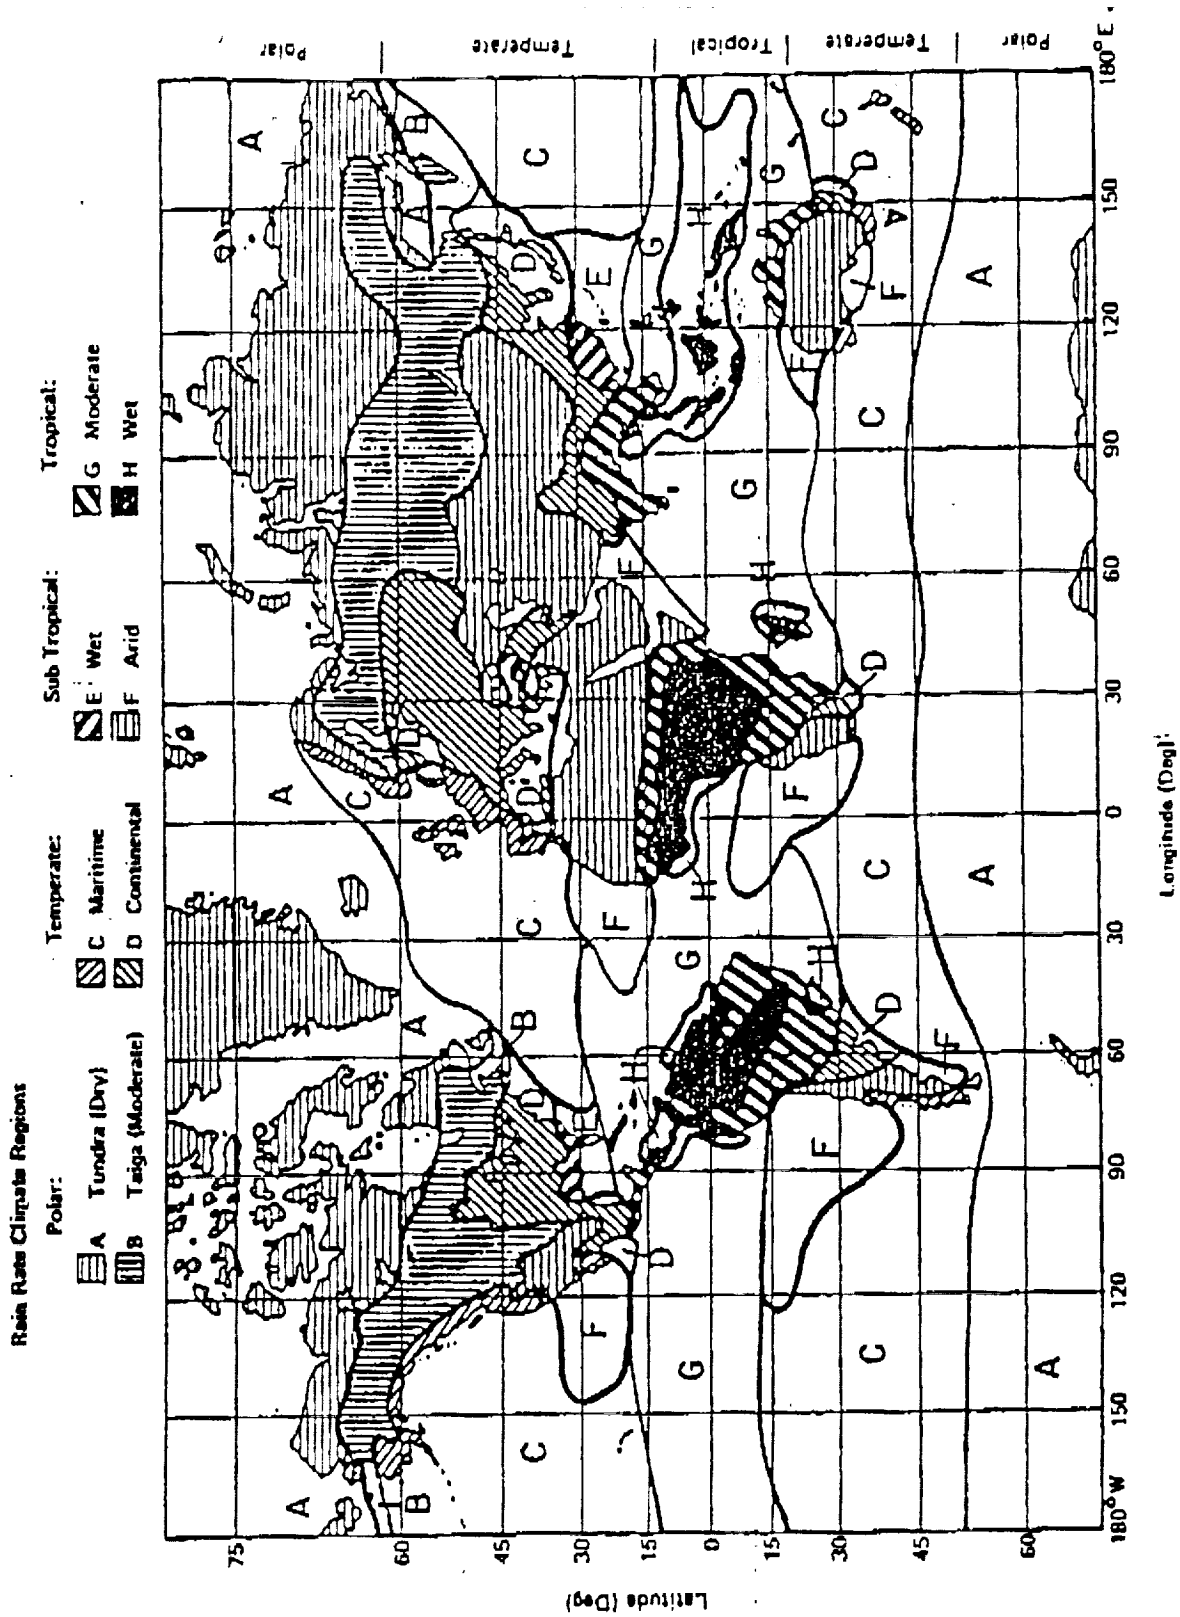 Rain Rate Climate Regions
Polar:
A Tundra (Dry)
B Taiga (Moderate)
Temperate:
C Maritime
D Continental
Sub Tropical:
E Wet
F Arid
Tropical:
G Moderate
H Wet
Polar
Temperate
Tropical
Temperate
Polar
Latitude (Deg)
75
60
45
30
15
0
15
30
45
60
180°W
150
120
90
60
30
0
30
60
90
120
150
180°E
Longitude (Deg)
A
B
C
F
G
C
A
D
F
E
D
B
A
H
H
D
F
G
F
C
H
A
C
D
D
F
C
A
F
D
H
G
C
F
A
B
C
D
E
G
H
G
F
F
A
D
C
A